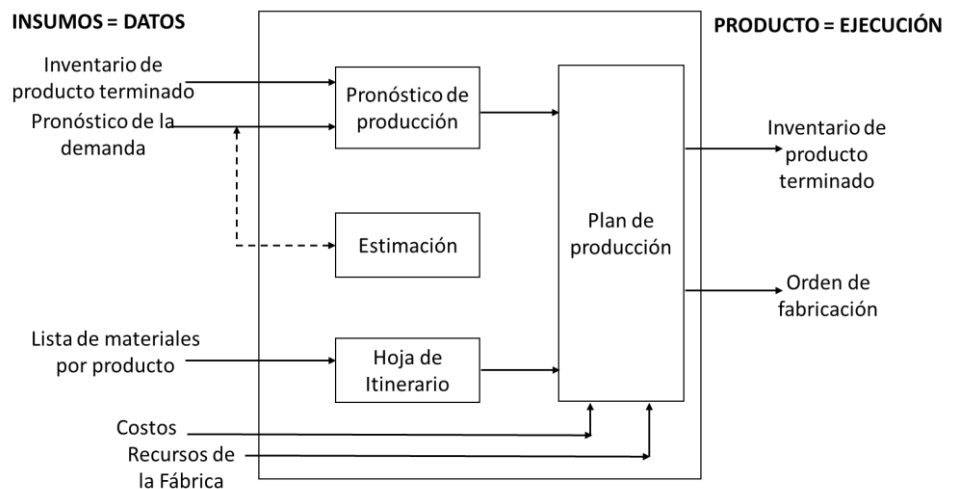 INSUMOS = DATOS
PRODUCTO = EJECUCIÓN
Inventario de
producto terminado
Pronóstico de la
demanda
Pronóstico de
producción
Estimación
Lista de materiales
por producto
Hoja de
Itinerario
Costos
Recursos de
la Fábrica
Plan de
producción
Inventario de
producto
terminado
Orden de
fabricación